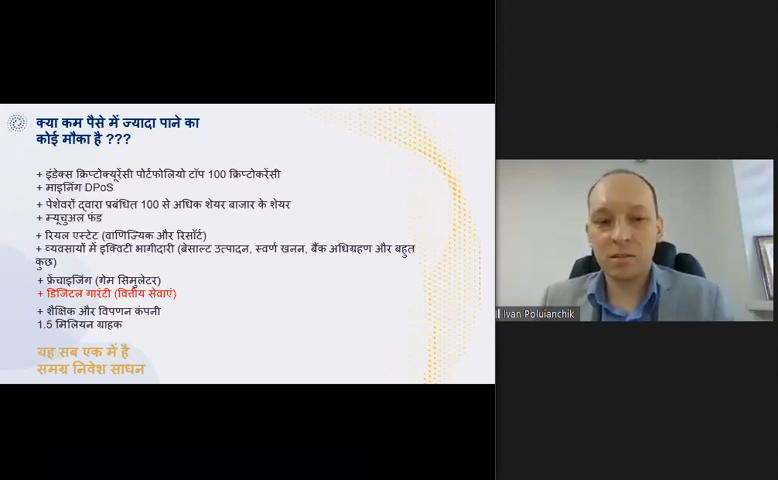 क्या कम पैसे में ज्यादा पाने का
कोई मौका है ???
+ इंडेक्स क्रिप्टोक्यूरेंसी पोर्टफोलियो टॉप 100 क्रिप्टोकरेंसी
+ माइनिंग DPoS
+ पेशेवरों द्वारा प्रबंधित 100 से अधिक शेयर बाजार के शेयर
+ म्यूचुअल फंड
+ रियल एस्टेट (वाणिज्यिक और रिसॉर्ट)
+ व्यवसायों में इक्विटी भागीदारी (बेसाल्ट उत्पादन, स्वर्ण खनन, बैंक अधिग्रहण और बहुत
कुछ)
+ फ्रेंचाइजिंग (गेम सिमुलेटर)
+ डिजिटल गारंटी (वित्तीय सेवाएं)
+ शैक्षिक और विपणन कंपनी
1.5 मिलियन ग्राहक
यह सब एक में है
समग्र निवेश साधन
Ivan Poluianchik